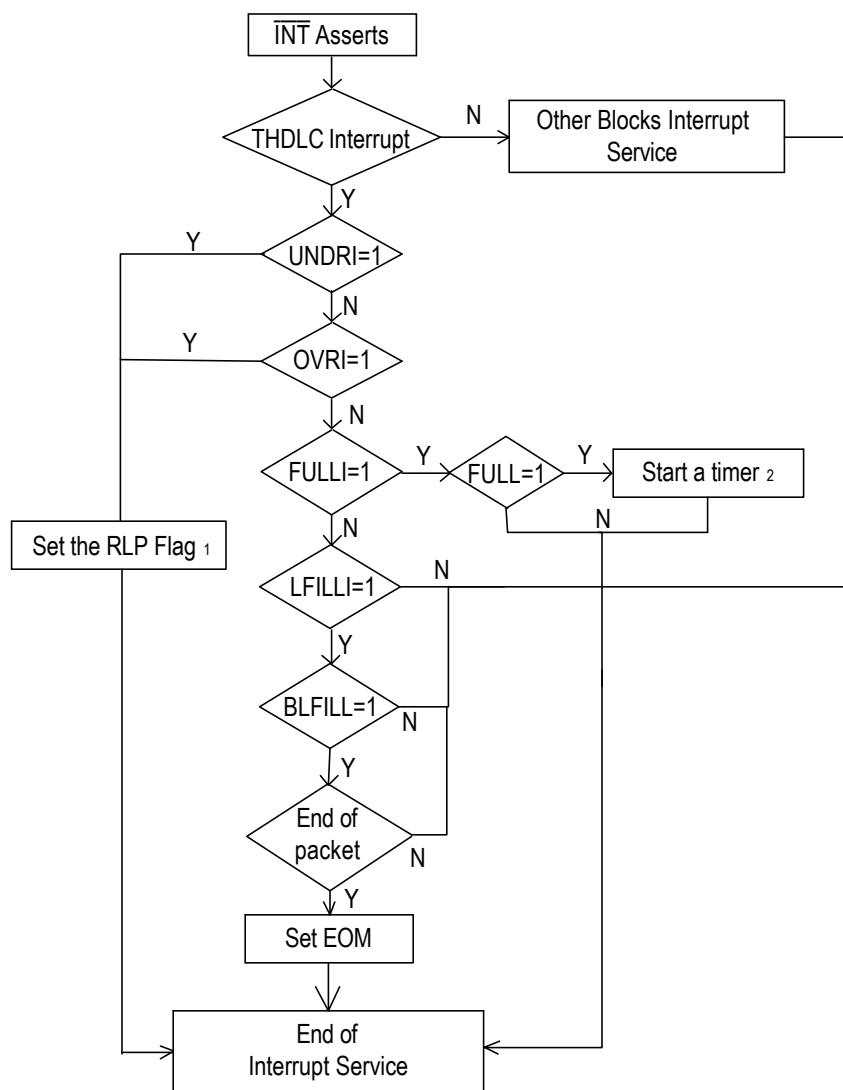 INT Asserts
THDLC Interrupt
N
Other Blocks Interrupt
Service
Y
Y
UNDRI=1
N
Y
OVRI=1
N
FULLI=1
Y
FULL=1
Y
Start a timer 2
N
N
Set the RLP Flag 1
LFILLI=1
N
Y
BLFILL=1
N
Y
End of
packet
N
Y
Set EOM
End of
Interrupt Service